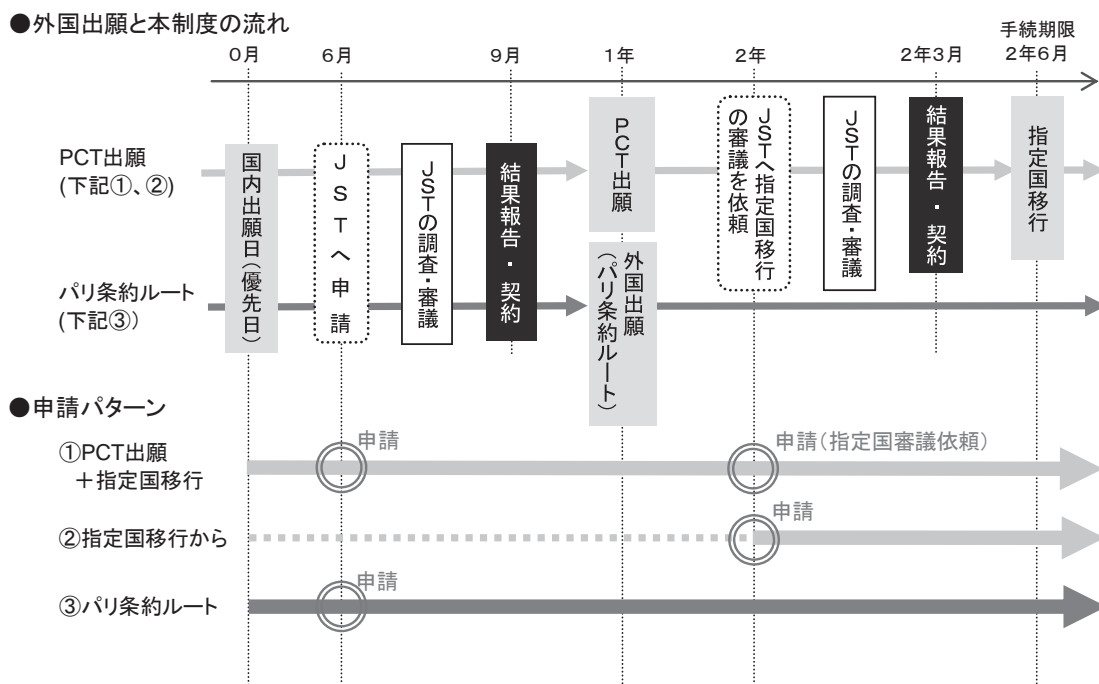 ●外国出願と本制度の流れ
手続期限
0月
6月
9月
1年
2年
2年3月
2年6月
PCT出願
(下記①、②)
パリ条約ルート
(下記③)
国内出願日(優先日)
JSTへ申請
JSTの調査・審議
結果報告・契約
PCT出願
外国出願
(パリ条約ルート)
JSTへ指定国移行
の審議を依頼
JSTの調査・審議
結果報告・契約
指定国移行
●申請パターン
①PCT出願
+指定国移行
申請
申請(指定国審議依頼)
②指定国移行から
申請
③パリ条約ルート
申請